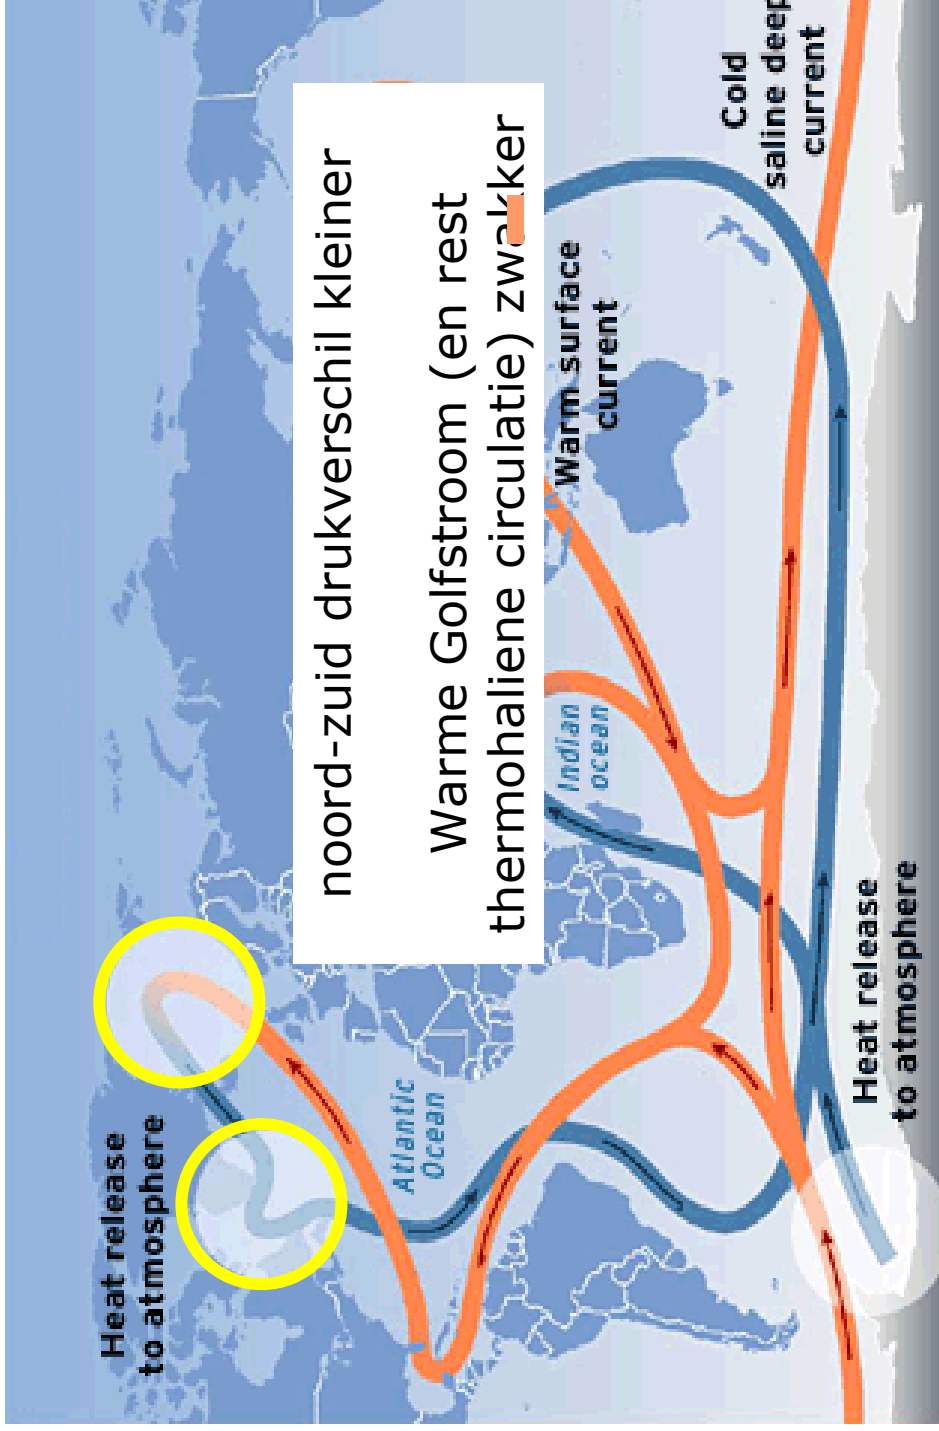 Heat release
to atmosphere
noord-zuid drukverschil kleiner
Warme Golfstroom (en rest
thermohaliene circulatie) zwakker
Atlantic
Ocean
Indian
ocean
Warm surface
current
Cold
saline deep
current
Heat release
to atmosphere